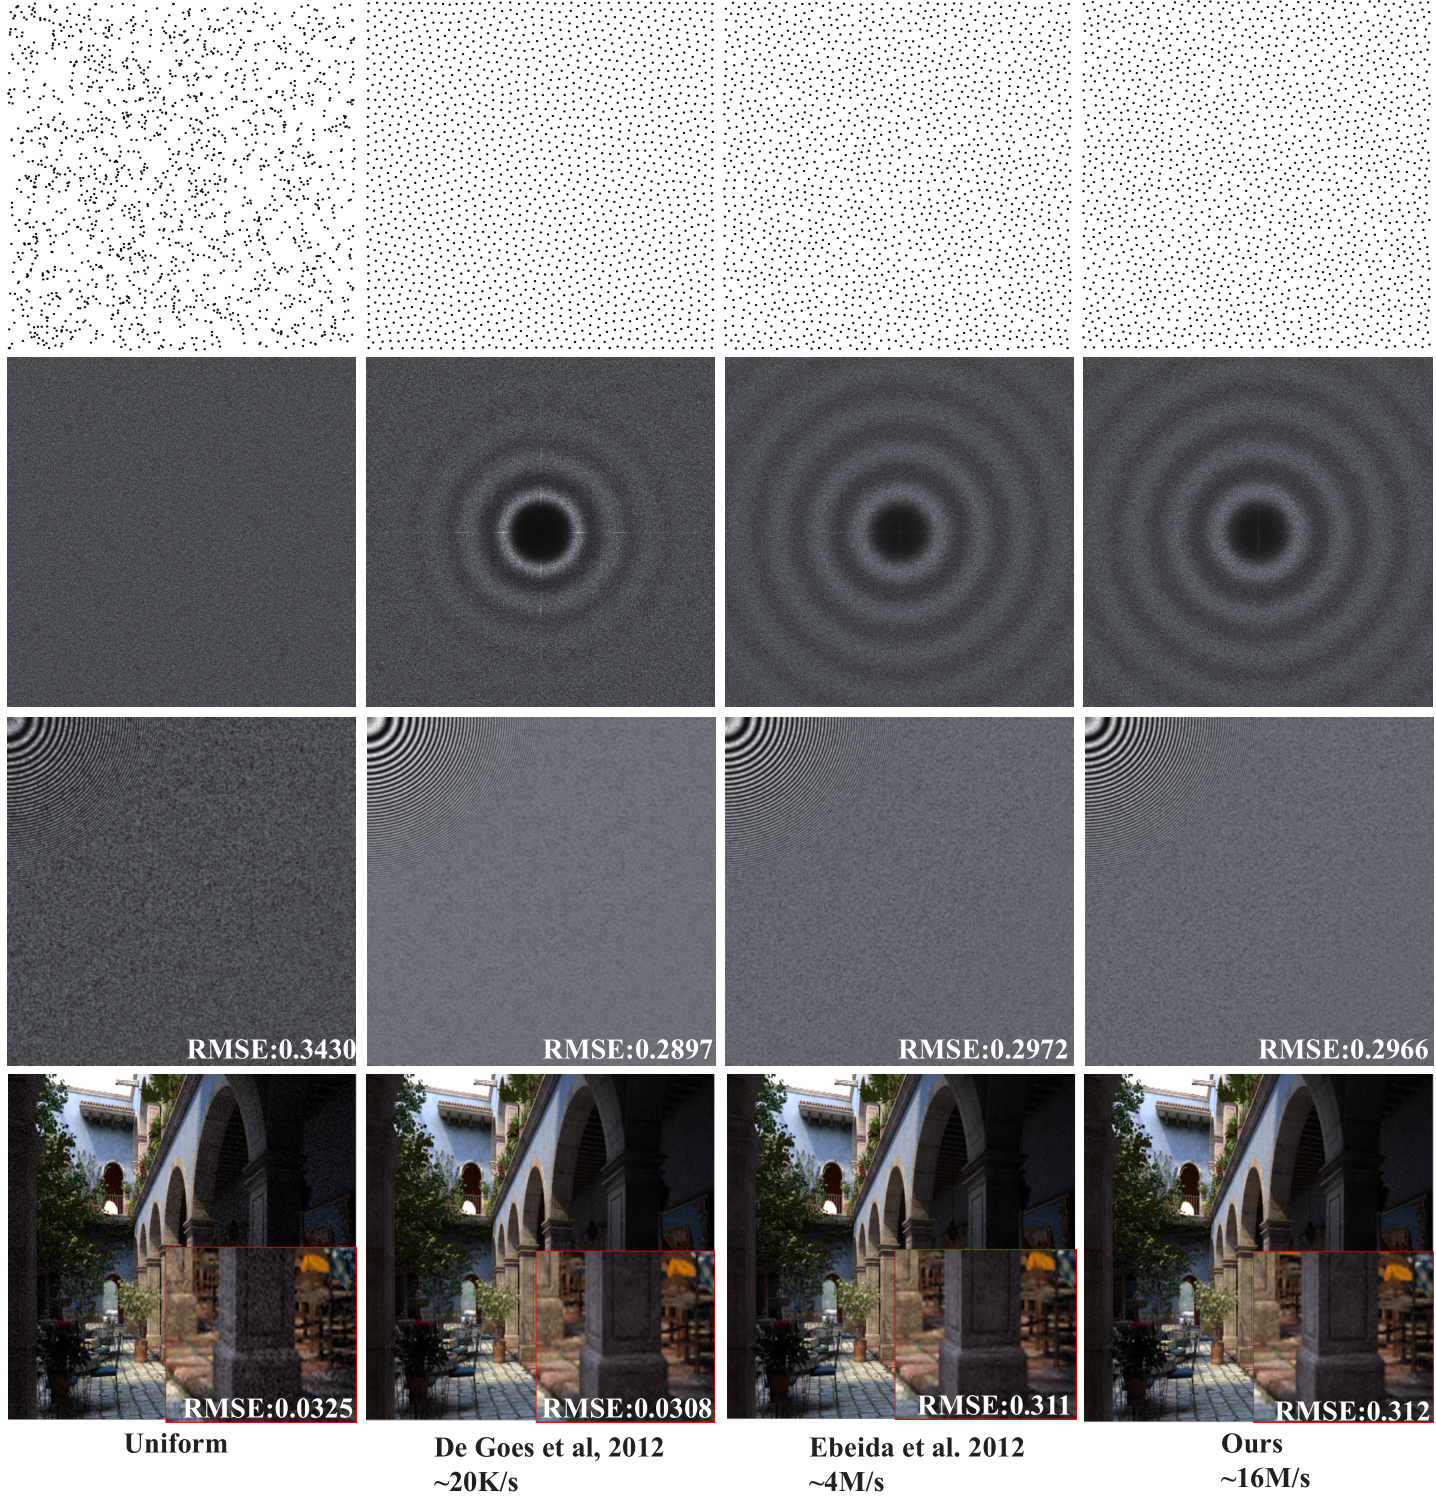 RMSE:0.3430
RMSE:0.2897
RMSE:0.2972
RMSE:0.2966
RMSE:0.0325
RMSE:0.0308
RMSE:0.311
RMSE:0.312
Uniform
De Goes et al, 2012
~20K/s
Ebeida et al. 2012
~4M/s
Ours
~16M/s